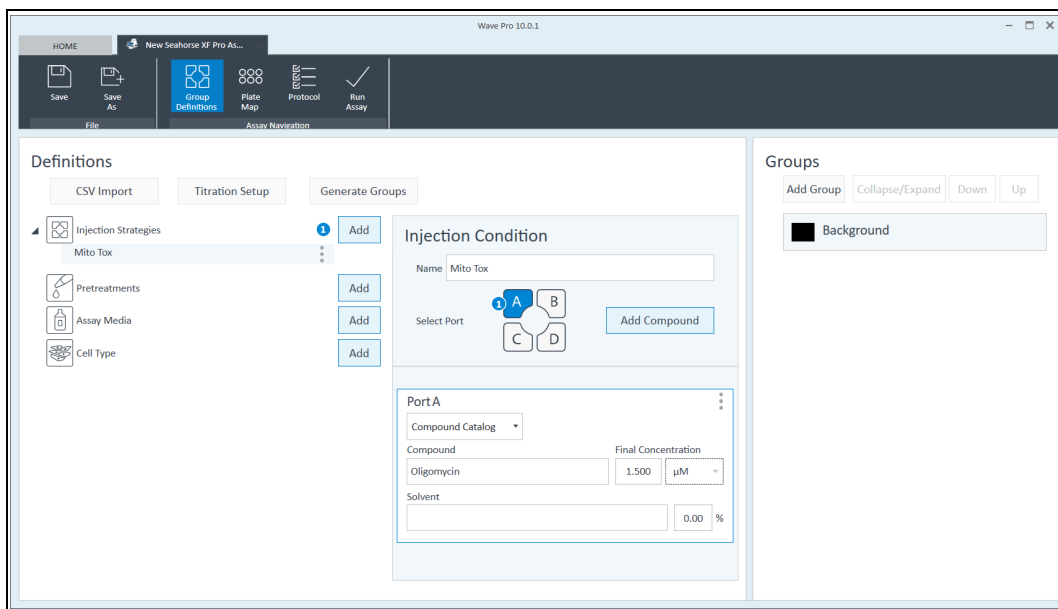 Wave Pro 10.0.1
HOME
New Seahorse XF Pro As...
Save
Save As
Group Definitions
Plate Map
Protocol
Run Assay
File
Assay Navigation
Definitions
CSV Import
Titration Setup
Generate Groups
Injection Strategies
1
Add
Mito Tox
Pretreatments
Add
Assay Media
Add
Cell Type
Add
Injection Condition
Name
Mito Tox
Select Port
1
A
B
C
D
Add Compound
Port A
Compound Catalog
Compound
Final Concentration
Oligomycin
1.500
µM
Solvent
0.00 %
Groups
Add Group
Collapse/Expand
Down
Up
Background